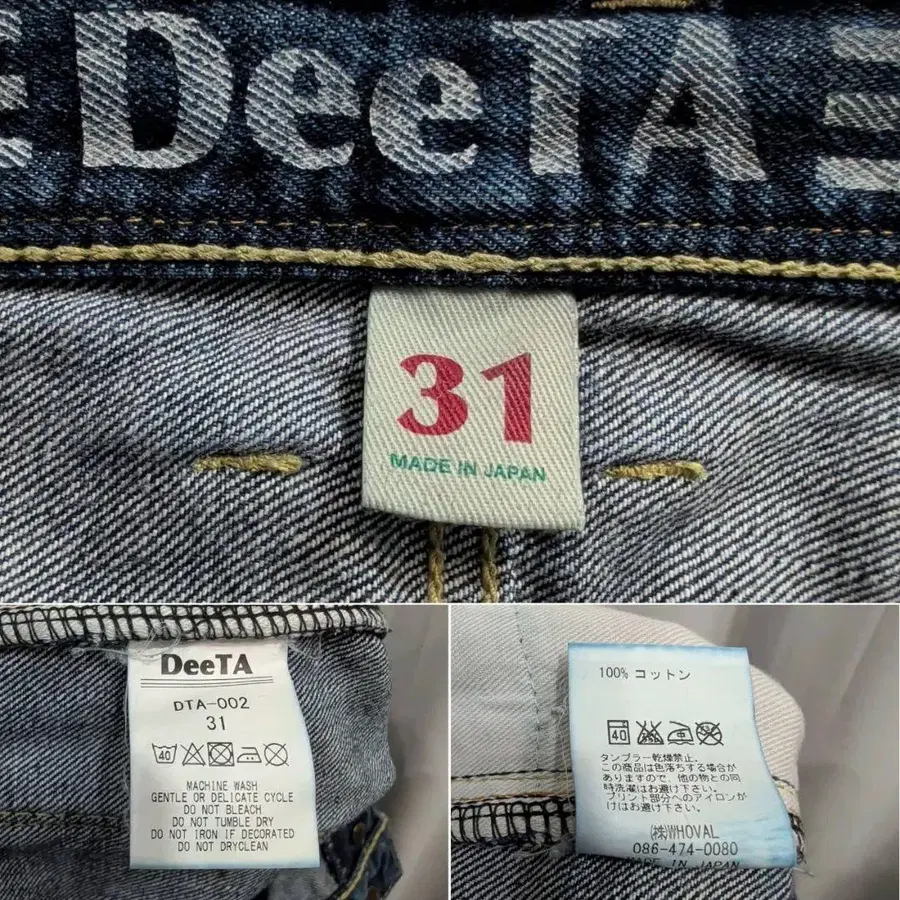 DeeTA
31
MADE IN JAPAN
DeeTA
DTA-002
31
40
MACHINE WASH
GENTLE OR DELICATE CYCLE
DO NOT BLEACH
DO NOT TUMBLE DRY
DO NOT IRON IF DECORATED
DO NOT DRYCLEAN
100% コットン
40
タンブラー乾燥禁止。
この商品は色落ちする場合が
ありますので、他の物との同
時洗濯はお避け下さい。
プリント部分へのアイロンが
けはお避け下さい。
㈱WHOVAL
086-474-0080
MADE IN JAPAN